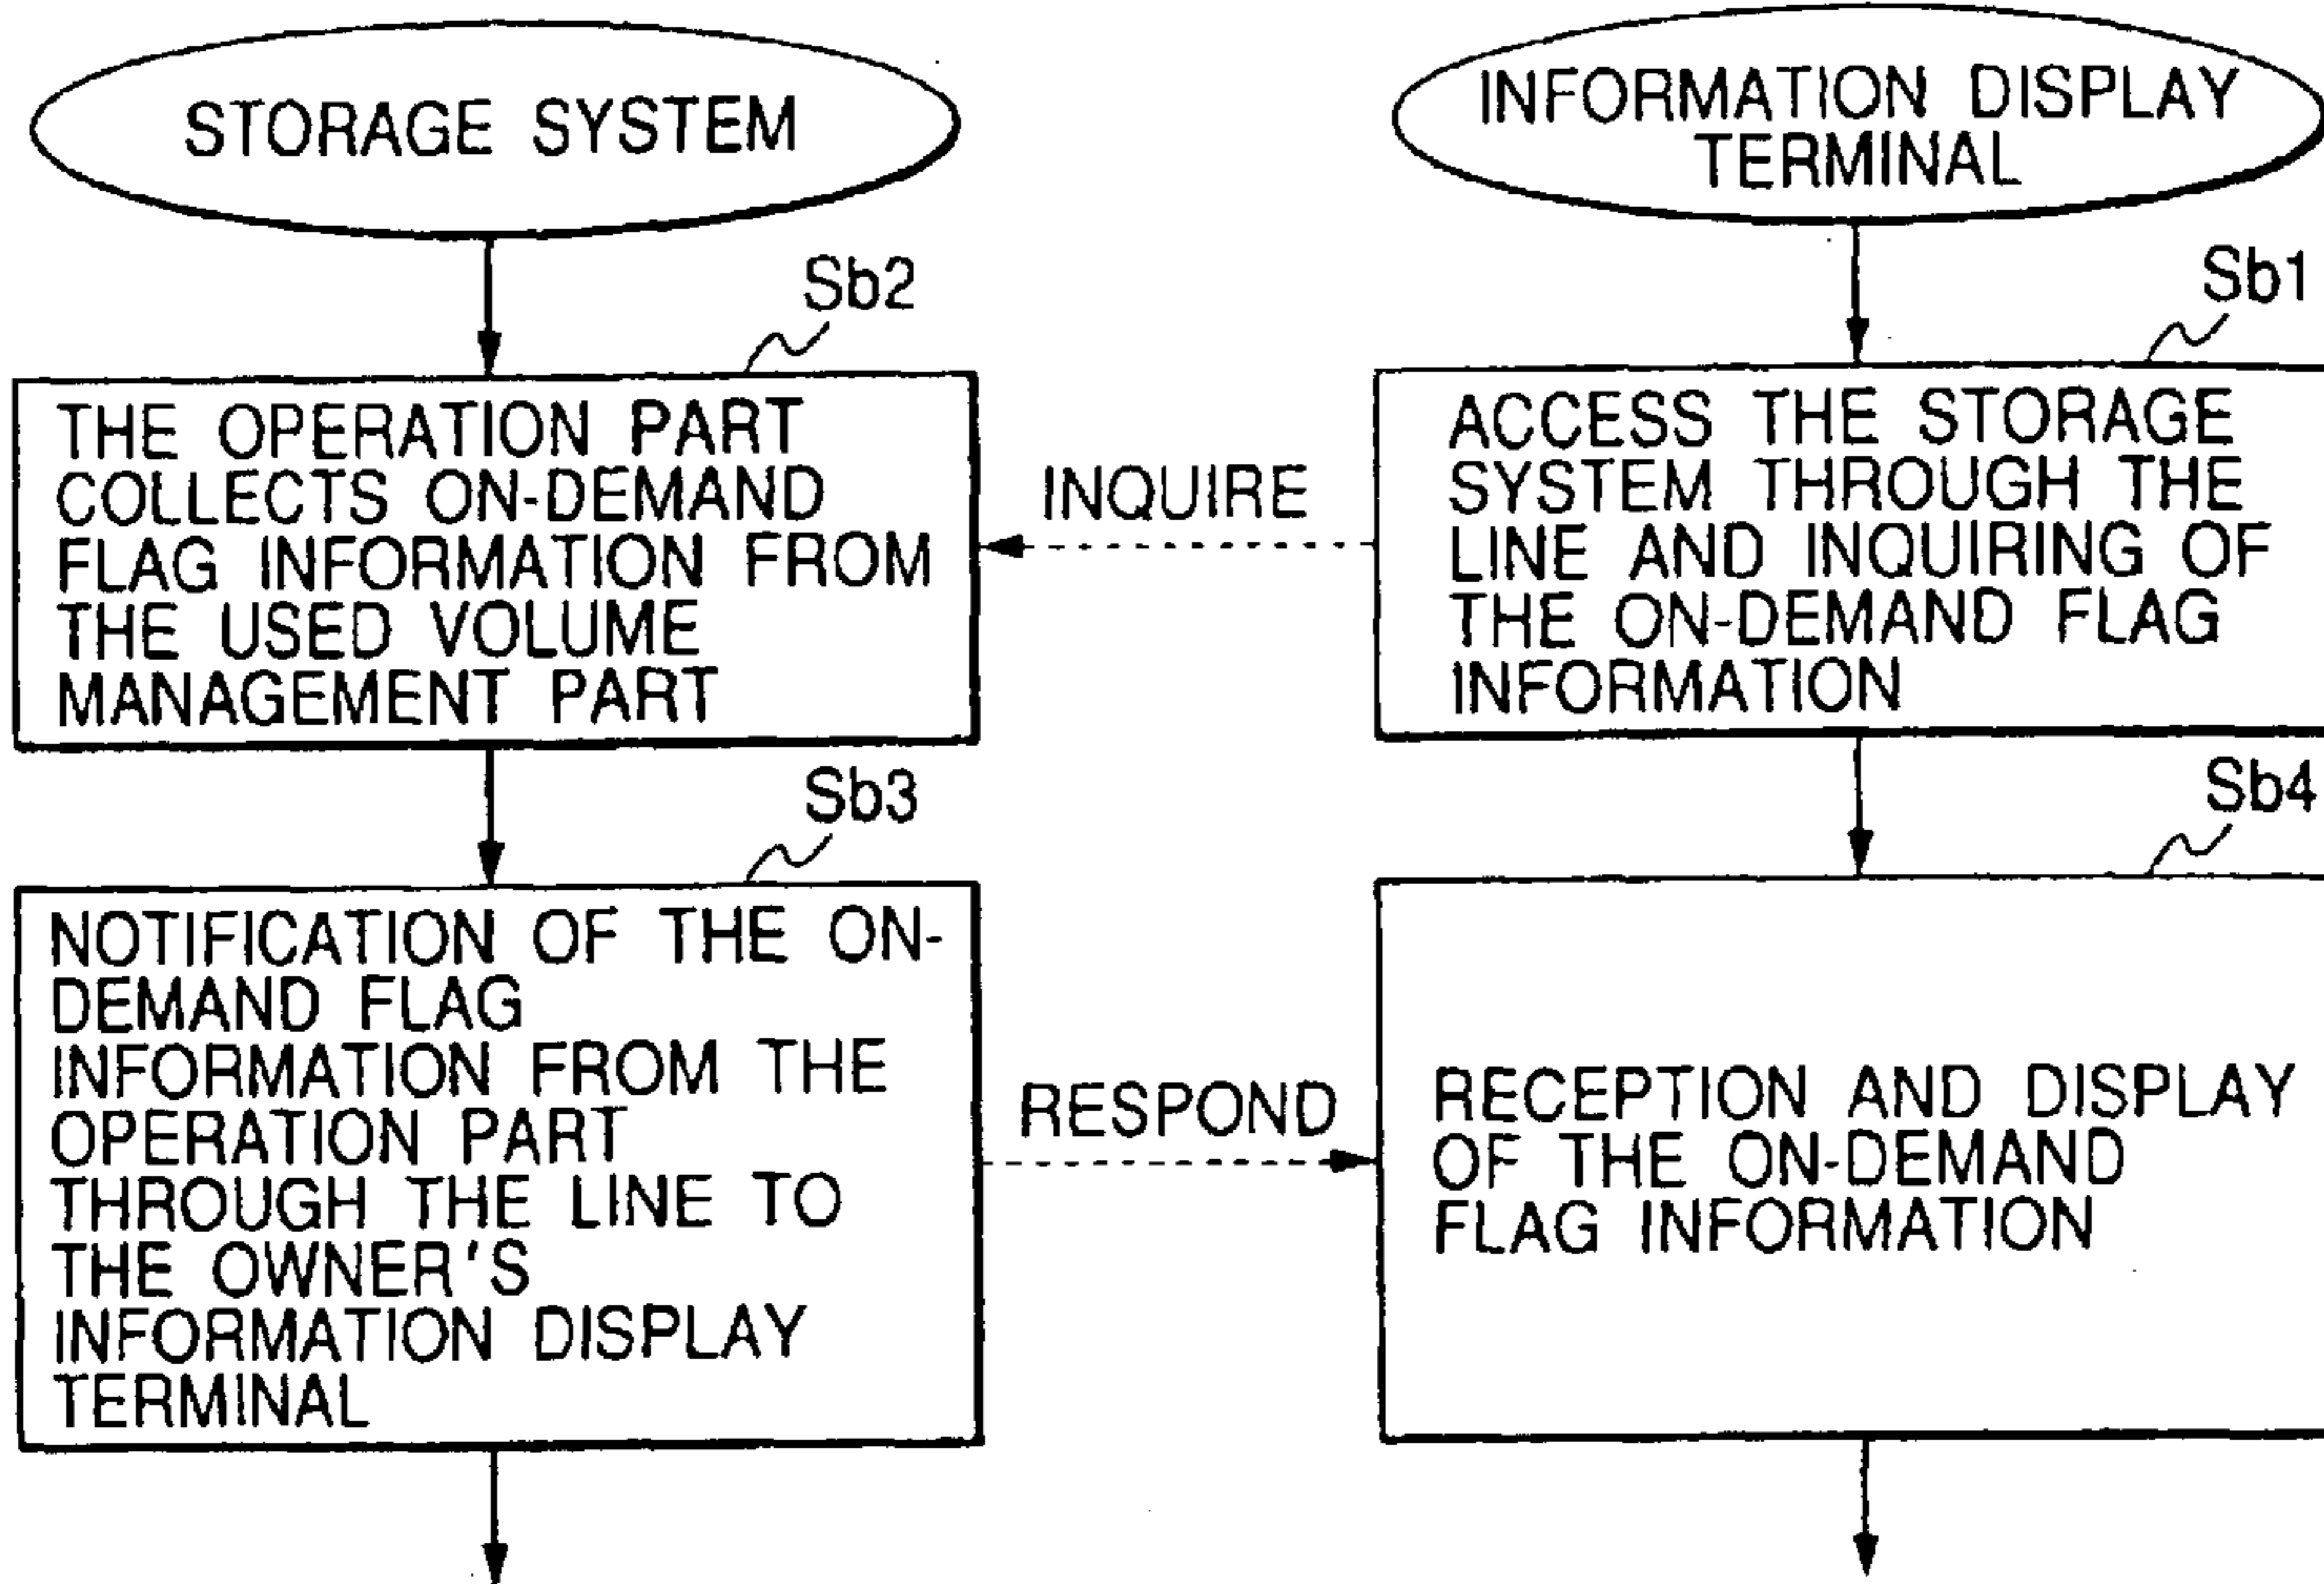 STORAGE SYSTEM
INFORMATION DISPLAY
TERMINAL
Sb2
THE OPERATION PART
COLLECTS ON-DEMAND
FLAG INFORMATION FROM
THE USED VOLUME
MANAGEMENT PART
INQUIRE
Sb1
ACCESS THE STORAGE
SYSTEM THROUGH THE
LINE AND INQUIRING OF
THE ON-DEMAND FLAG
INFORMATION
Sb3
NOTIFICATION OF THE ON-
DEMAND FLAG
INFORMATION FROM THE
OPERATION PART
THROUGH THE LINE TO
THE OWNER'S
INFORMATION DISPLAY
TERMINAL
RESPOND
Sb4
RECEPTION AND DISPLAY
OF THE ON-DEMAND
FLAG INFORMATION